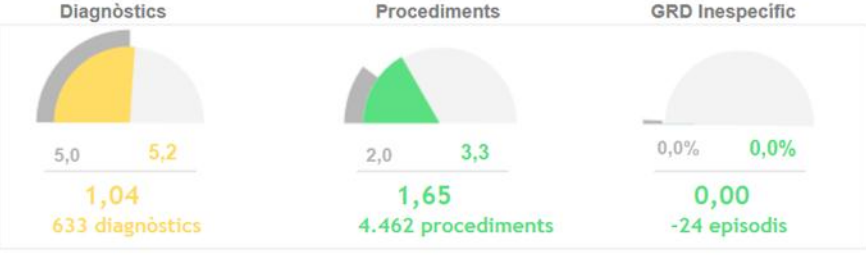 Diagnòstics Procediments GRD Inespecífic
5,0 5,2 2,0 3,3 0,0% 0,0%
1,04 1,65 0,00
633 diagnòstics 4.462 procediments -24 episodis